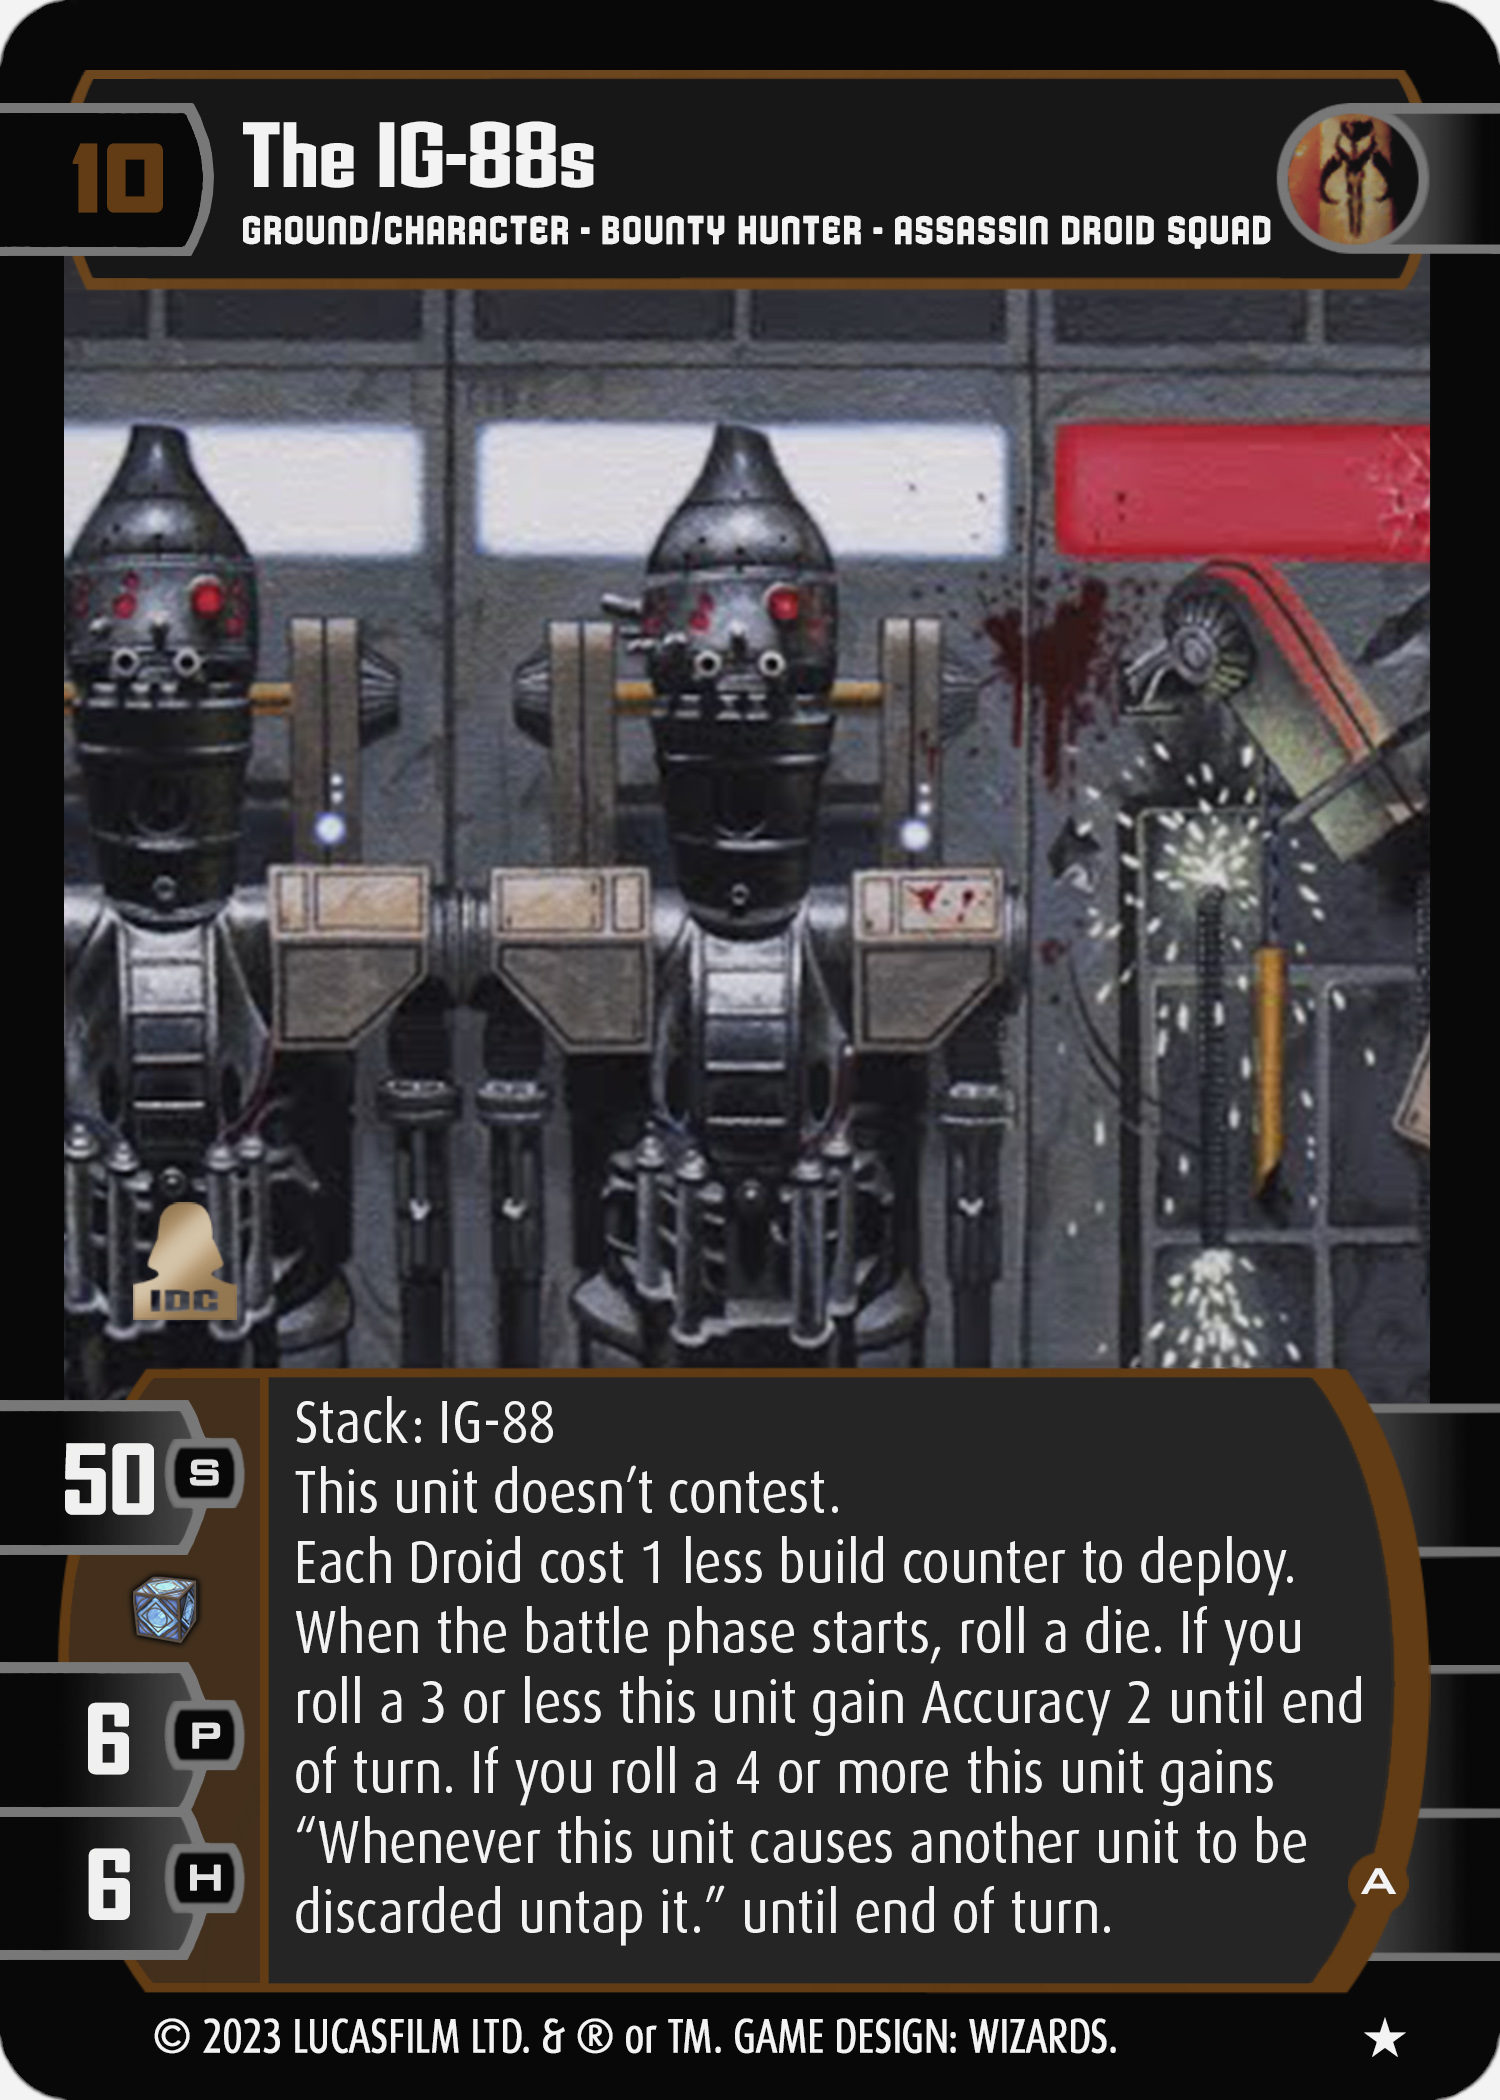 10
The IG-88s
GROUND/CHARACTER - BOUNTY HUNTER - ASSASSIN DROID SQUAD
IDC
50 S
6 P
6 H
Stack: IG-88
This unit doesn’t contest.
Each Droid cost 1 less build counter to deploy.
When the battle phase starts, roll a die. If you
roll a 3 or less this unit gain Accuracy 2 until end
of turn. If you roll a 4 or more this unit gains
“Whenever this unit causes another unit to be
discarded untap it.” until end of turn.
A
© 2023 LUCASFILM LTD. & ® or TM. GAME DESIGN: WIZARDS.